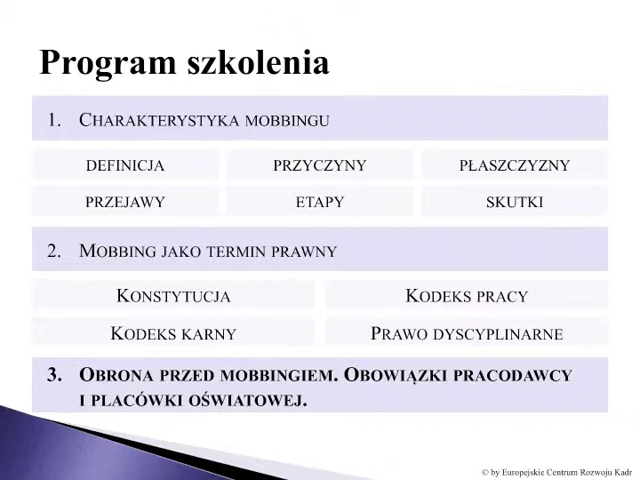 Program szkolenia
1. Charakterystyka mobbingu
DEFINICJA PRZYCZYNY PŁASZCZYZNY
PRZEJAWY ETAPY SKUTKI
2. Mobbing jako termin prawny
Konstytucja Kodeks pracy
Kodeks karny Prawo dyscyplinarne
3. Obrona przed mobbingiem. Obowiązki pracodawcy
i placówki oświatowej.
© by Europejskie Centrum Rozwoju Kadr